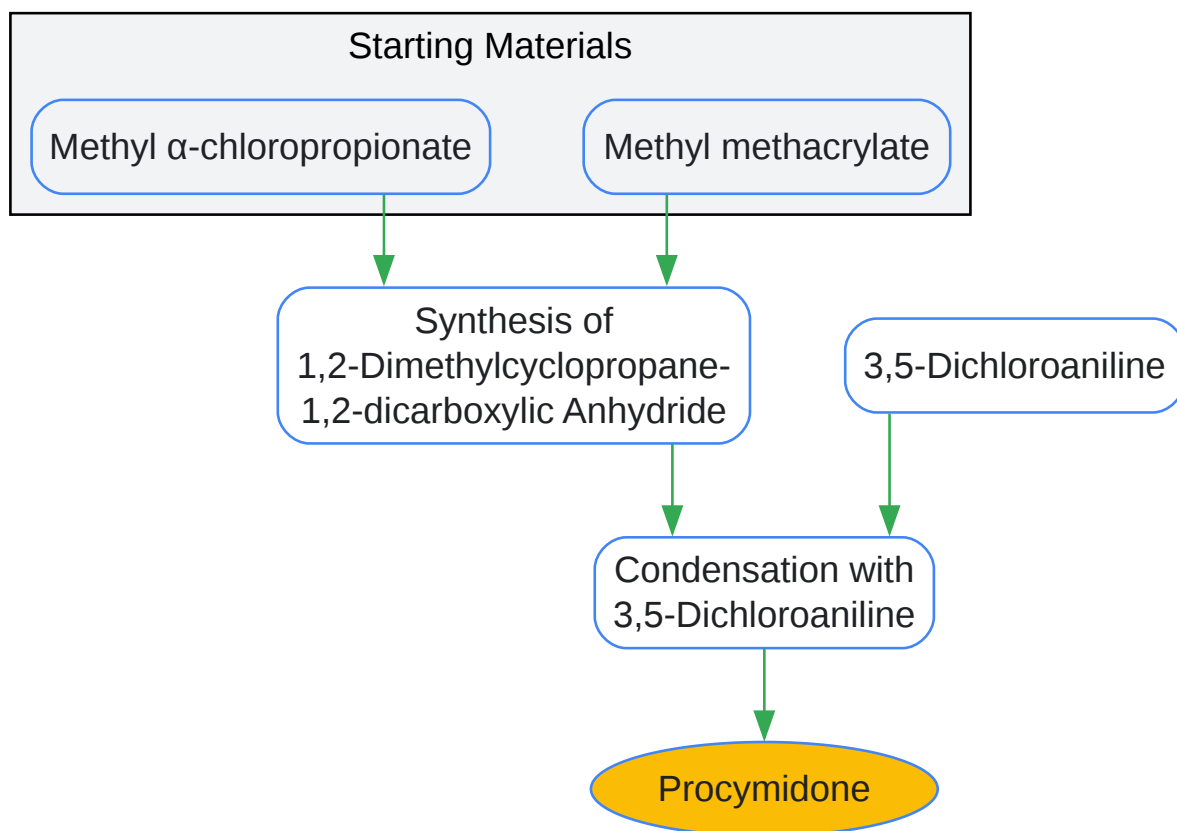 Starting Materials
Methyl α-chloropropionate
Methyl methacrylate
Synthesis of
1,2-Dimethylcyclopropane-
1,2-dicarboxylic Anhydride
3,5-Dichloroaniline
Condensation with
3,5-Dichloroaniline
Procymidone